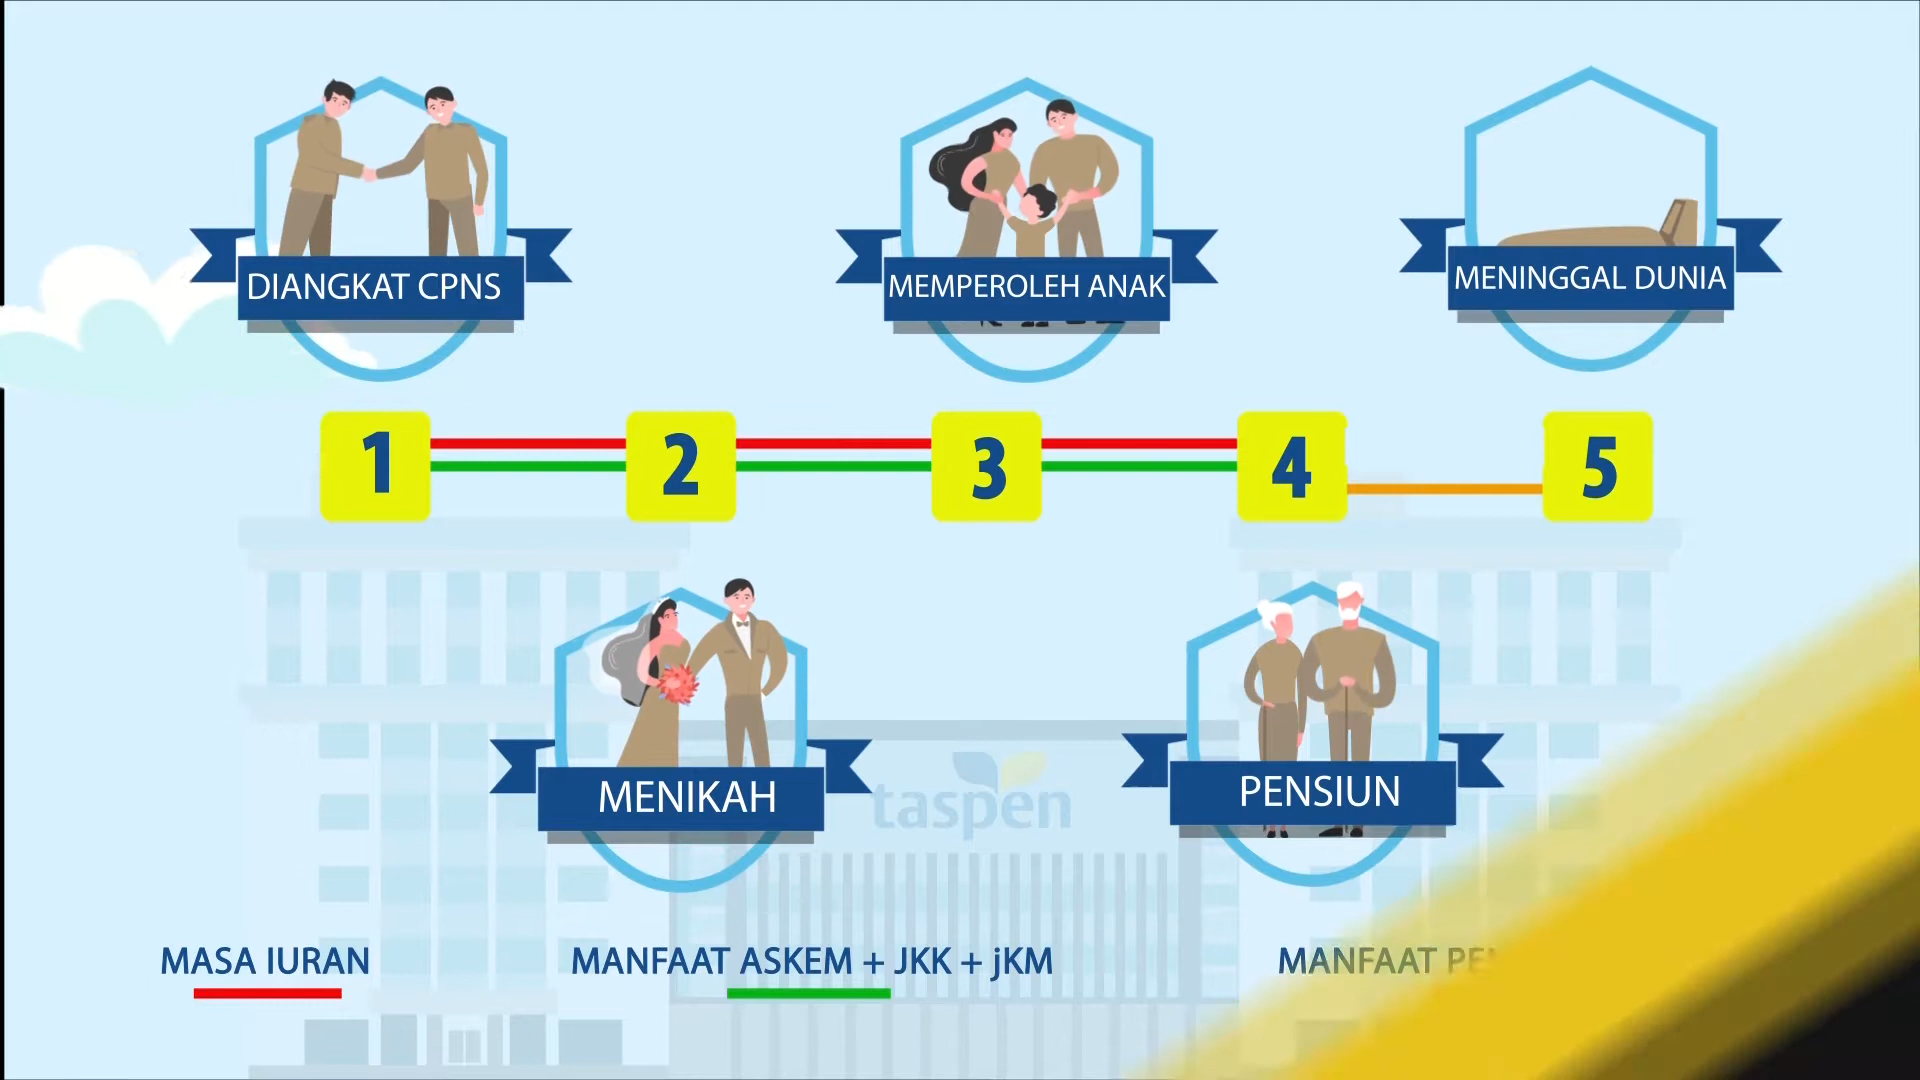 DIANGKAT CPNS
MEMPEROLEH ANAK
MENINGGAL DUNIA
1
2
3
4
5
MENIKAH
PENSIUN
taspen
MASA IURAN
MANFAAT ASKEM + JKK + jKM
MANFAAT